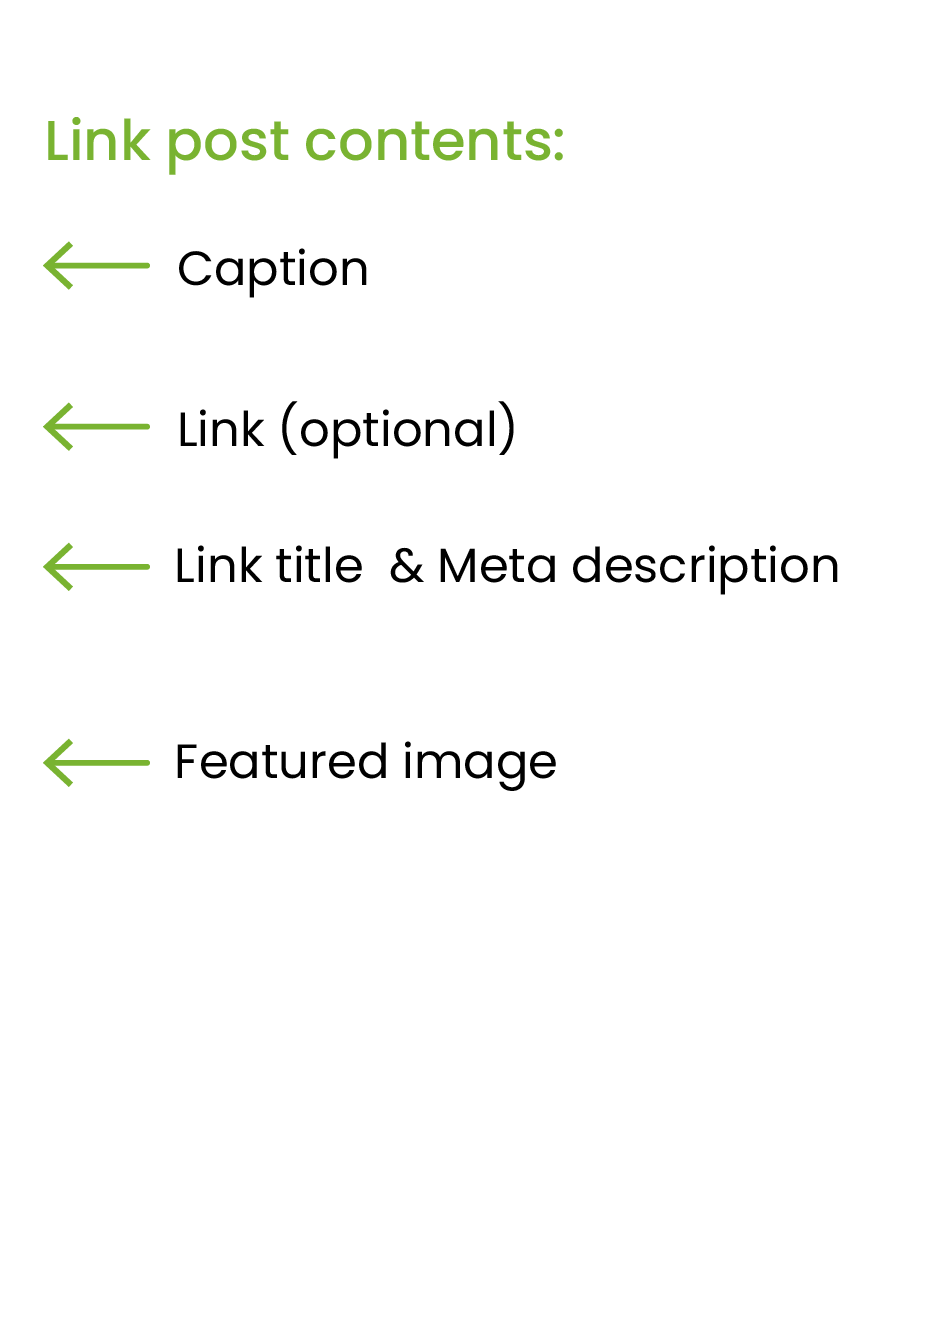 Link post contents:
Caption
Link (optional)
Link title & Meta description
Featured image